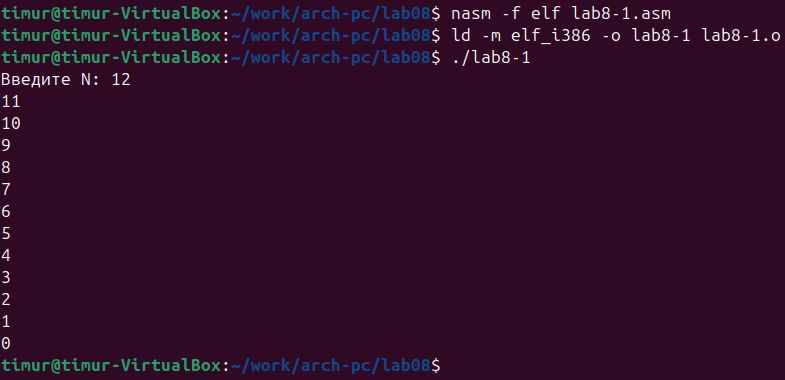 timur@timur-VirtualBox:~/work/arch-pc/lab08$ nasm -f elf lab8-1.asm
timur@timur-VirtualBox:~/work/arch-pc/lab08$ ld -m elf_i386 -o lab8-1 lab8-1.o
timur@timur-VirtualBox:~/work/arch-pc/lab08$ ./lab8-1
Введите N: 12
11
10
9
8
7
6
5
4
3
2
1
0
timur@timur-VirtualBox:~/work/arch-pc/lab08$